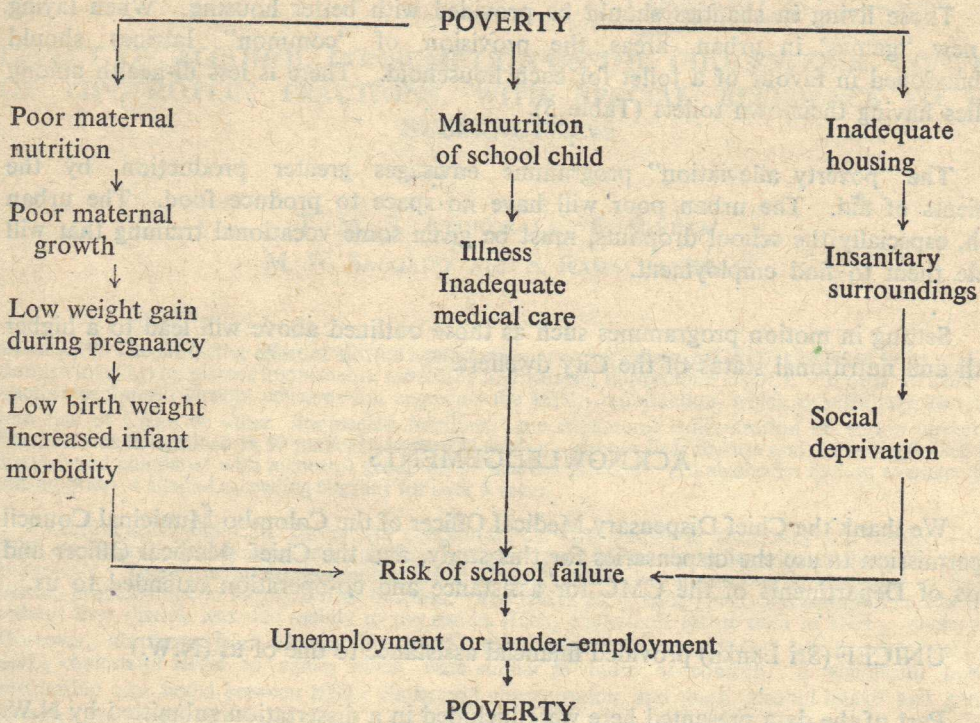 POVERTY
Poor maternal
nutrition
Poor maternal
growth
Low weight gain
during pregnancy
Low birth weight
Increased infant
morbidity
Malnutrition
of school child
Illness
Inadequate
medical care
Inadequate
housing
Insanitary
surroundings
Social
deprivation
Risk of school failure
Unemployment or under-employment
POVERTY